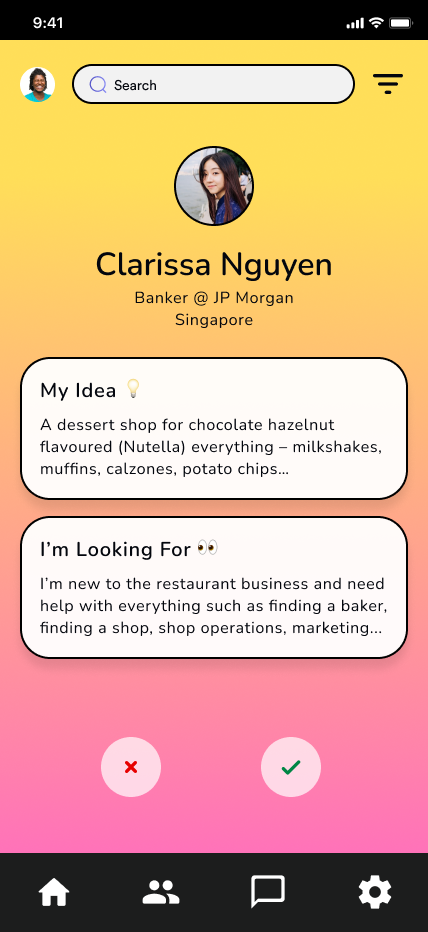 9:41
Search
Clarissa Nguyen
Banker @ JP Morgan
Singapore
My Idea 💡
A dessert shop for chocolate hazelnut
flavoured (Nutella) everything – milkshakes,
muffins, calzones, potato chips...
I'm Looking For 👀
I'm new to the restaurant business and need
help with everything such as finding a baker,
finding a shop, shop operations, marketing...